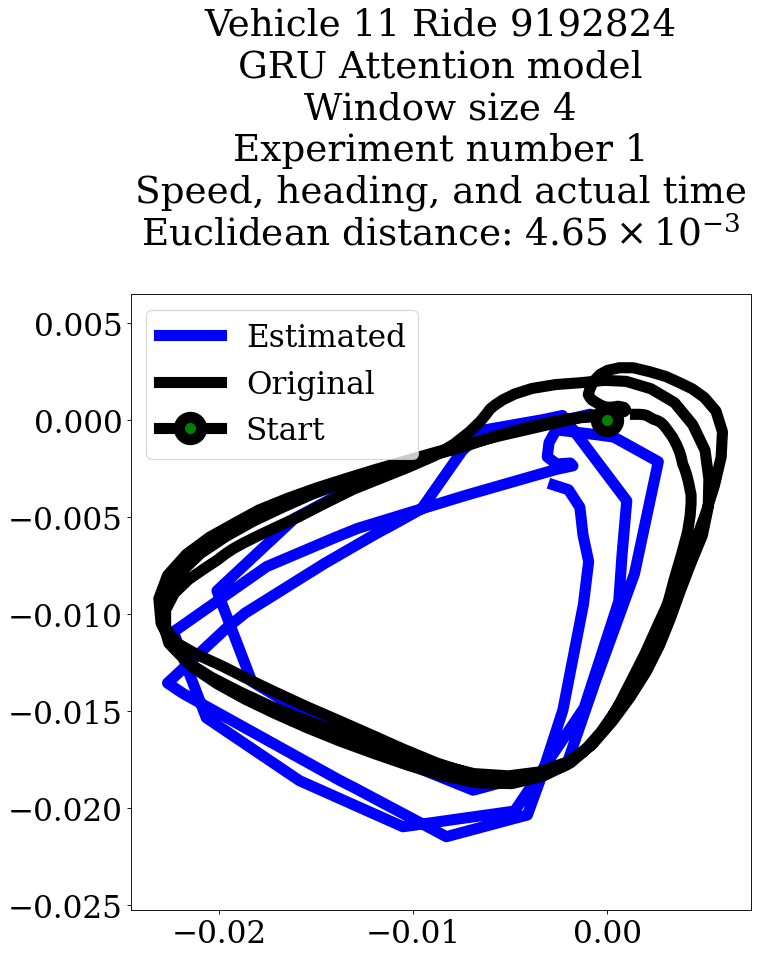 Vehicle 11 Ride 9192824
GRU Attention model
Window size 4
Experiment number 1
Speed, heading, and actual time
Euclidean distance: 4.65 × 10⁻³
0.005
0.000
−0.005
−0.010
−0.015
−0.020
−0.025
Estimated
Original
Start
−0.02
−0.01
0.00